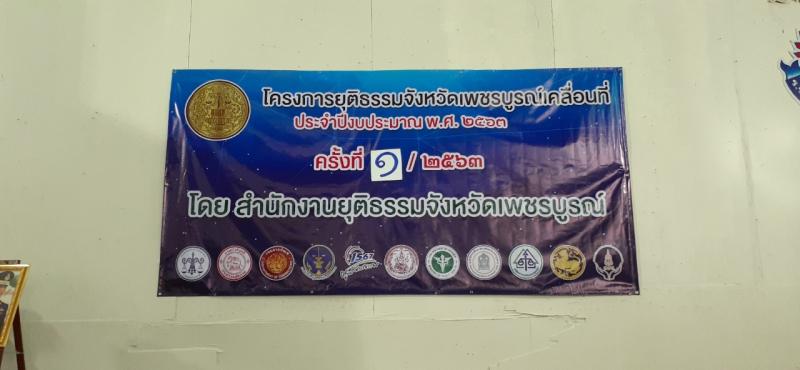 โครงการยุติธรรมจังหวัดเพชรบูรณ์เคลื่อนที่
ประจำปีงบประมาณ พ.ศ. ๒๕๖๓
ครั้งที่ ๑ / ๒๕๖๓
โดย สำนักงานยุติธรรมจังหวัดเพชรบูรณ์